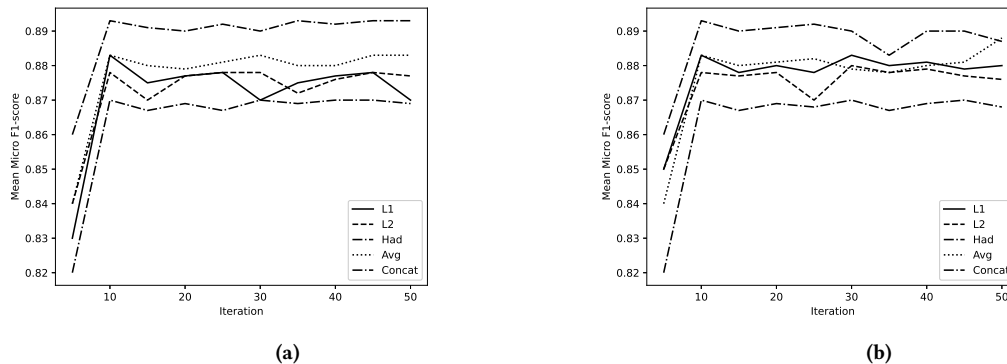 0.89
0.88
0.87
0.86
0.85
0.84
0.83
0.82
Mean Micro F1-score
10
20
30
40
50
Iteration
L1
L2
Had
Avg
Concat
(a)
0.89
0.88
0.87
0.86
0.85
0.84
0.83
0.82
Mean Micro F1-score
10
20
30
40
50
Iteration
L1
L2
Had
Avg
Concat
(b)